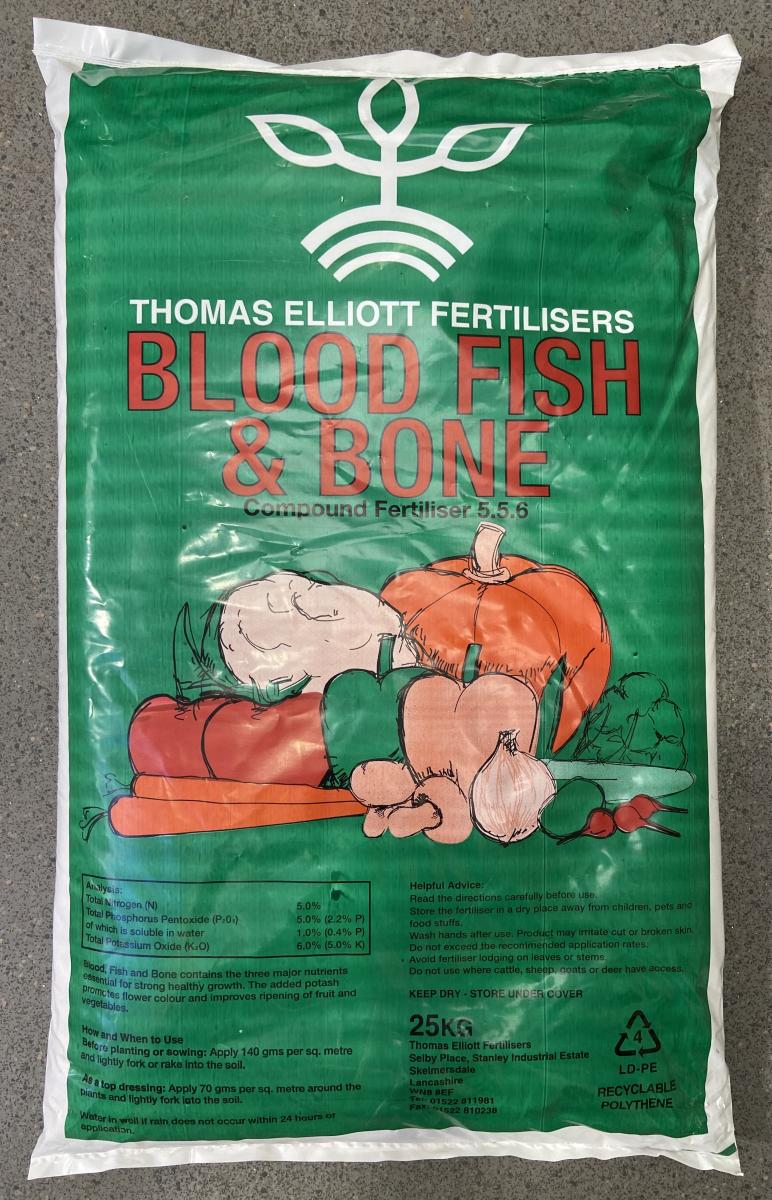 THOMAS ELLIOTT FERTILISERS
BLOOD FISH
& BONE
Compound Fertiliser 5.5.6
Analysis:
Total Nitrogen (N) 5.0%
Total Phosphorus Pentoxide (P₂0₅) 5.0% (2.2% P)
of which is soluble in water 1.0% (0.4% P)
Total Potassium Oxide (K₂O) 6.0% (5.0% K)
Blood, Fish and Bone contains the three major nutrients
essential for strong healthy growth. The added potash
promotes flower colour and improves ripening of fruit and
vegetables.
How and When to Use
Before planting or sowing: Apply 140 gms per sq. metre
and lightly fork or rake into the soil.
As a top dressing: Apply 70 gms per sq. metre around the
plants and lightly fork into the soil.
Water in well if rain does not occur within 24 hours of
application.
Helpful Advice:
Read the directions carefully before use.
Store the fertiliser in a dry place away from children, pets and
food stuffs.
Wash hands after use. Product may irritate cut or broken skin.
Do not exceed the recommended application rates.
Avoid fertiliser lodging on leaves or stems.
Do not use where cattle, sheep, goats or deer have access.
KEEP DRY - STORE UNDER COVER
25KG
Thomas Elliott Fertilisers
Selby Place, Stanley Industrial Estate
Skelmersdale
Lancashire
WN8 8EF
Tel: 01522 811981
Fax: 01522 810238
4
LD-PE
RECYCLABLE
POLYTHENE